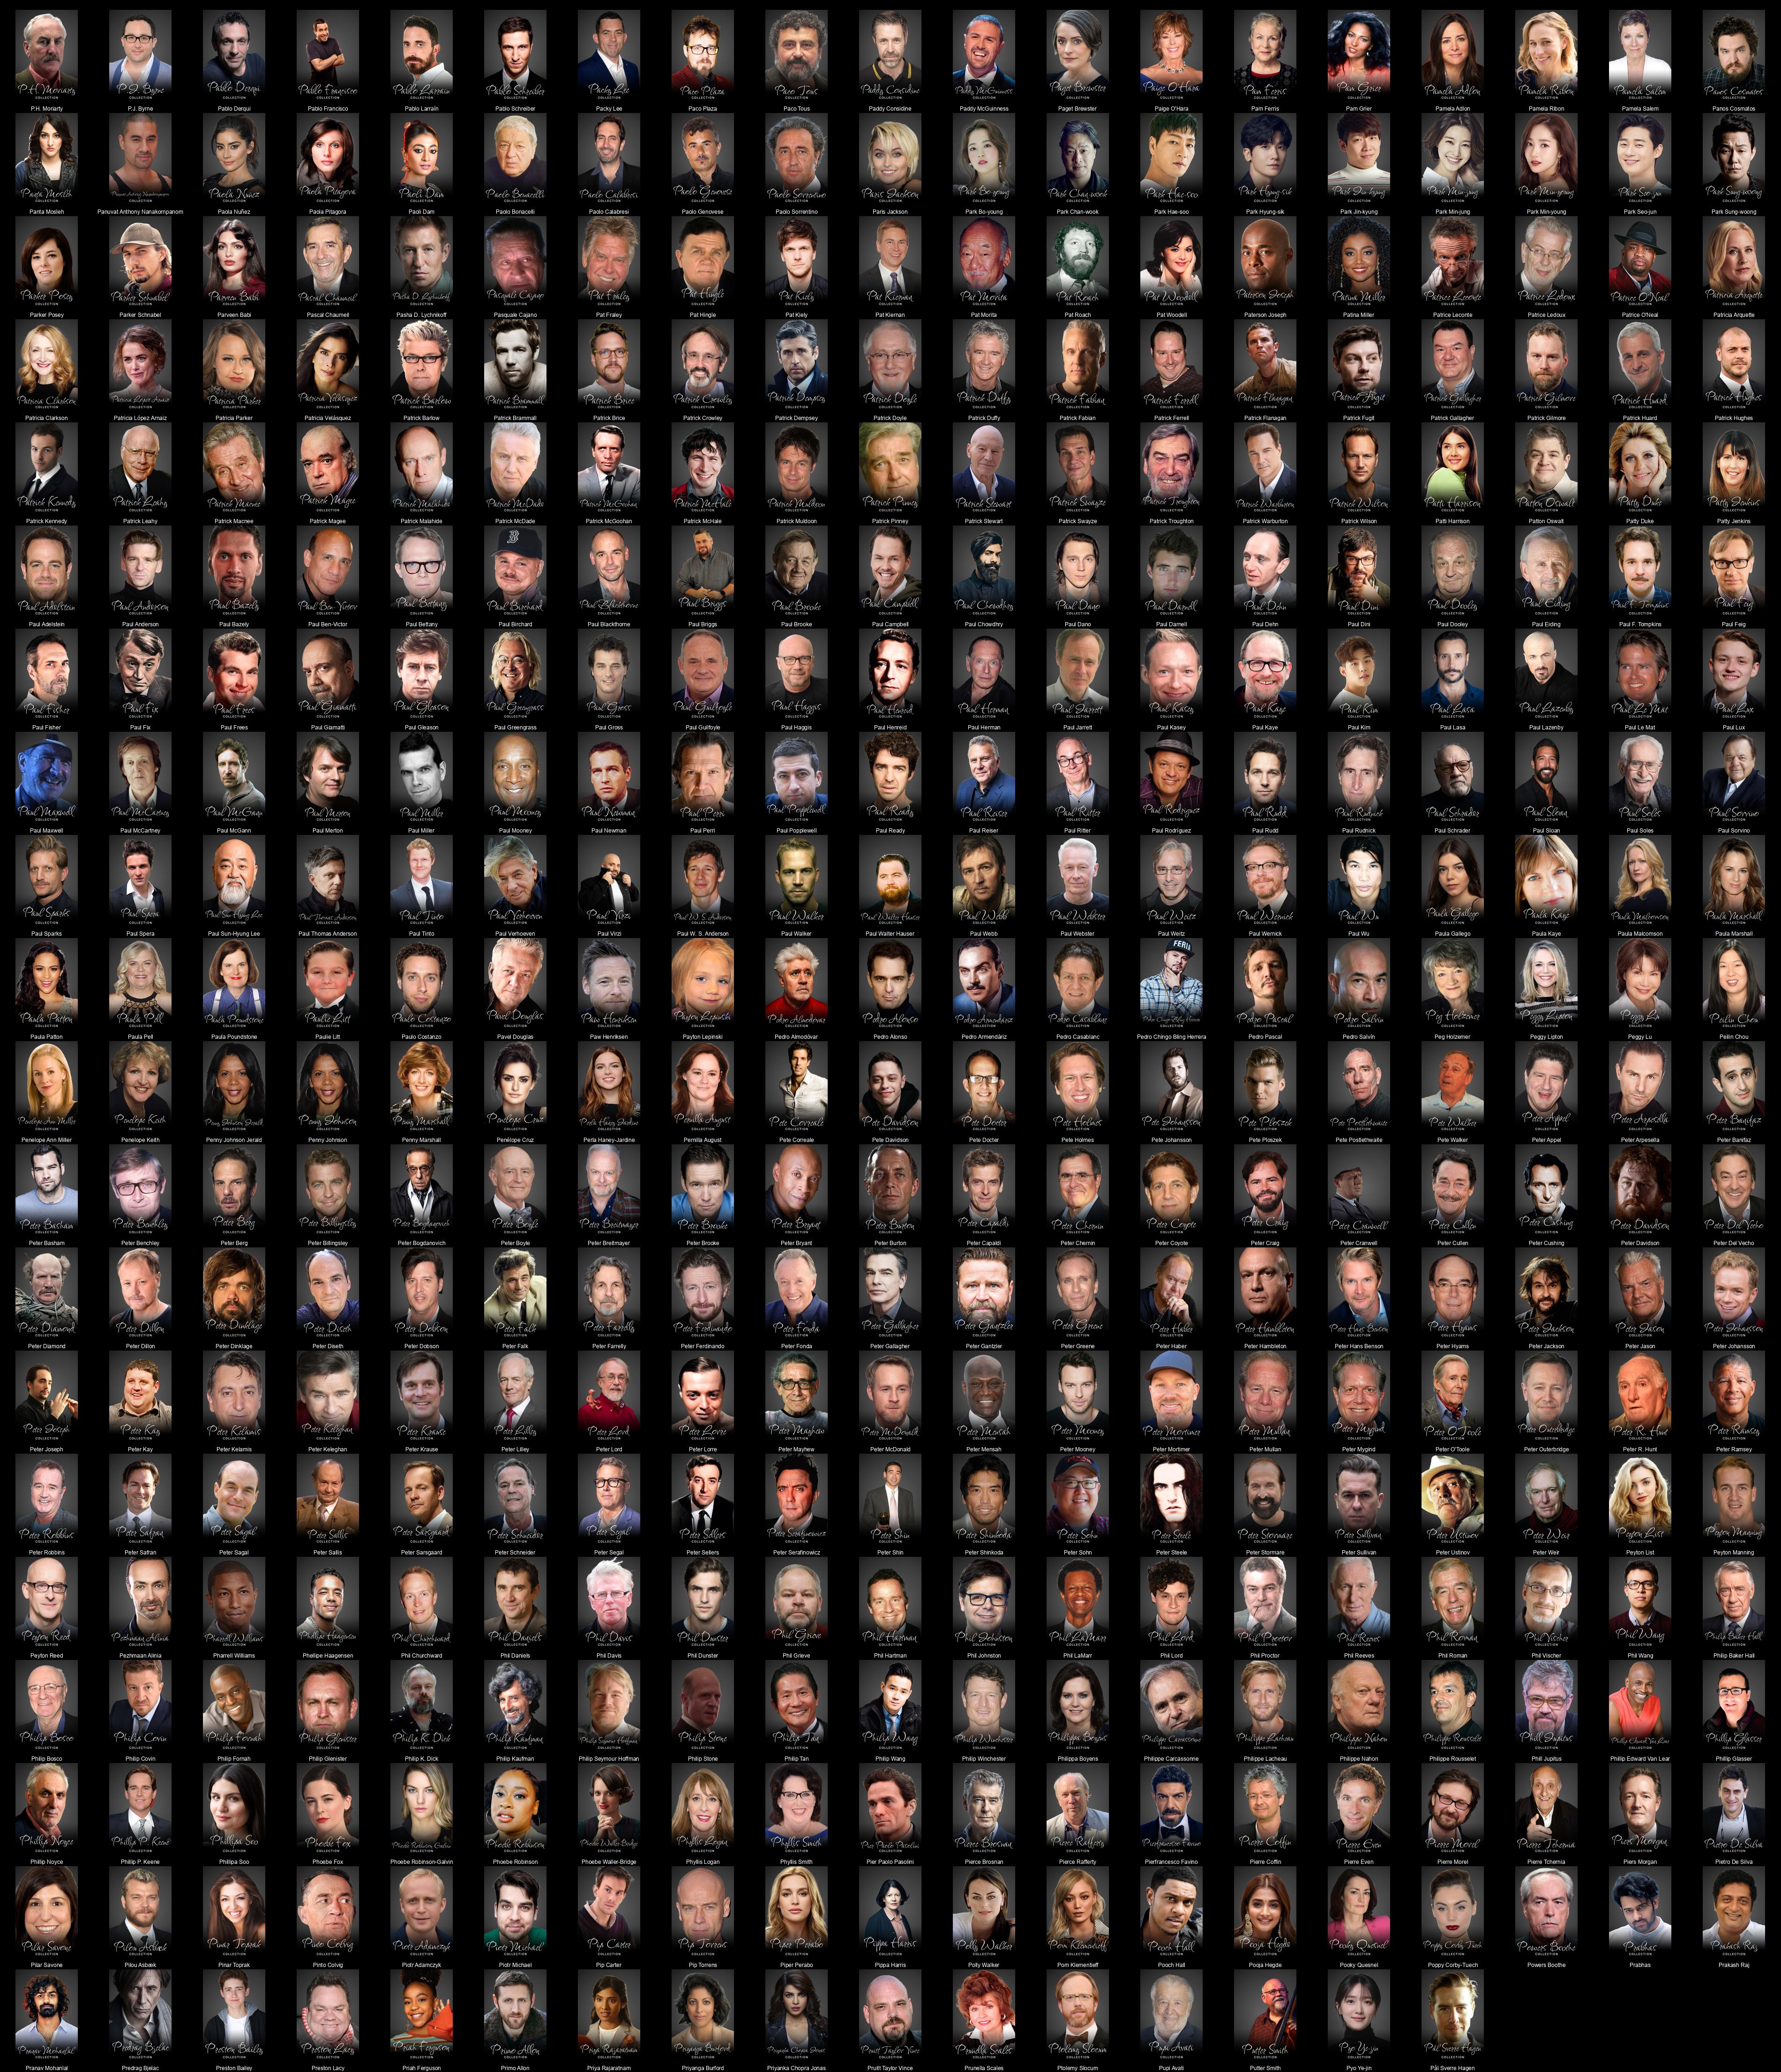 P.H. Moriarty P.J. Byrne Pablo Derqui Pablo Francisco Pablo Larraín Pablo Schreiber Packy Lee Paco Plaza Paco Tous Paddy Considine Paddy McGuinness Paget Brewster Paige O'Hara Pam Ferris Pam Grier Pamela Adlon Pamela Ribon Pamela Salem Panos Cosmatos
Panta Mosleh Panuvat Anthony Nanakornpanom Paola Nuñez Paola Pitagora Paoli Dam Paolo Bonacelli Paolo Calabresi Paolo Genovese Paolo Sorrentino Paris Jackson Park Bo-young Park Chan-wook Park Hae-soo Park Hyung-sik Park Jin-kyung Park Min-jung Park Min-young Park Seo-jun Park Sung-woong
Parker Posey Parker Schnabel Parveen Babi Pascal Chaumeil Pasha D. Lychnikoff Pasquale Cajano Pat Fraley Pat Hingle Pat Kiely Pat Kiernan Pat Morita Pat Roach Pat Woodell Paterson Joseph Patina Miller Patrice Leconte Patrice Ledoux Patrice O'Neal Patricia Arquette
Patricia Clarkson Patricia López Arnaiz Patricia Parker Patricia Velásquez Patrick Barlow Patrick Brammall Patrick Brice Patrick Crowley Patrick Dempsey Patrick Doyle Patrick Duffy Patrick Fabian Patrick Ferrell Patrick Flanagan Patrick Fugit Patrick Gallagher Patrick Gilmore Patrick Huard Patrick Hughes
Patrick Kennedy Patrick Leahy Patrick Macnee Patrick Magee Patrick Malahide Patrick McDade Patrick McGoohan Patrick McHale Patrick Muldoon Patrick Pinney Patrick Stewart Patrick Swayze Patrick Troughton Patrick Warburton Patrick Wilson Patti Harrison Patton Oswalt Patty Duke Patty Jenkins
Paul Adelstein Paul Anderson Paul Bazely Paul Ben-Victor Paul Bettany Paul Birchard Paul Blackthorne Paul Briggs Paul Brooke Paul Campbell Paul Chowdhry Paul Dano Paul Darnell Paul Dehn Paul Dini Paul Dooley Paul Eiding Paul F. Tompkins Paul Feig
Paul Fisher Paul Fix Paul Frees Paul Giamatti Paul Gleason Paul Greengrass Paul Gross Paul Guilfoyle Paul Haggis Paul Henreid Paul Herman Paul Jarrett Paul Kasey Paul Kaye Paul Kim Paul Lasa Paul Lazenby Paul Le Mat Paul Lux
Paul Maxwell Paul McCartney Paul McGann Paul Merton Paul Miller Paul Mooney Paul Newman Paul Perri Paul Popplewell Paul Ready Paul Reiser Paul Ritter Paul Rodríguez Paul Rudd Paul Rudnick Paul Schrader Paul Sloan Paul Soles Paul Sorvino
Paul Sparks Paul Spera Paul Sun-Hyung Lee Paul Thomas Anderson Paul Tinto Paul Verhoeven Paul Virzi Paul W. S. Anderson Paul Walker Paul Walter Hauser Paul Webb Paul Webster Paul Weitz Paul Wernick Paul Wu Paula Gallego Paula Kaye Paula Malcomson Paula Marshall
Paula Patton Paula Pell Paula Poundstone Paulie Litt Paulo Costanzo Pavel Douglas Paw Henriksen Payton Lepinski Pedro Almodóvar Pedro Alonso Pedro Armendáriz Pedro Casablanc Pedro Chingo Bling Herrera Pedro Pascal Pedro Salvin Peg Holzemer Peggy Lipton Peggy Lu Peilin Chou
Penelope Ann Miller Penelope Keith Penny Johnson Jerald Penny Johnson Penny Marshall Penélope Cruz Perla Haney-Jardine Pernilla August Pete Correale Pete Davidson Pete Docter Pete Holmes Pete Johansson Pete Ploszek Pete Postlethwaite Pete Walker Peter Appel Peter Arpesella Peter Banifaz
Peter Basham Peter Benchley Peter Berg Peter Billingsley Peter Bogdanovich Peter Boyle Peter Breitmayer Peter Brooke Peter Bryant Peter Burton Peter Capaldi Peter Chernin Peter Coyote Peter Craig Peter Cranwell Peter Cullen Peter Cushing Peter Davidson Peter Del Vecho
Peter Diamond Peter Dillon Peter Dinklage Peter Diseth Peter Dobson Peter Falk Peter Farrelly Peter Ferdinando Peter Fonda Peter Gallagher Peter Gantzler Peter Greene Peter Haber Peter Hambleton Peter Hans Benson Peter Hyams Peter Jackson Peter Jason Peter Johansson
Peter Joseph Peter Kay Peter Kelamis Peter Keleghan Peter Krause Peter Lilley Peter Lord Peter Lorre Peter Mayhew Peter McDonald Peter Mensah Peter Mooney Peter Mortimer Peter Mullan Peter Mygind Peter O'Toole Peter Outerbridge Peter R. Hunt Peter Ramsey
Peter Robbins Peter Safran Peter Sagal Peter Sallis Peter Sarsgaard Peter Schneider Peter Segal Peter Sellers Peter Serafinowicz Peter Shin Peter Shinkoda Peter Sohn Peter Steele Peter Stormare Peter Sullivan Peter Ustinov Peter Weir Peyton List Peyton Manning
Peyton Reed Pezhmaan Alinia Pharrell Williams Phellipe Haagensen Phil Churchward Phil Daniels Phil Davis Phil Dunster Phil Grieve Phil Hartman Phil Johnston Phil LaMarr Phil Lord Phil Proctor Phil Reeves Phil Roman Phil Vischer Phil Wang Philip Baker Hall
Philip Bosco Philip Covin Philip Fornah Philip Glenister Philip K. Dick Philip Kaufman Philip Seymour Hoffman Philip Stone Philip Tan Philip Wang Philip Winchester Philippa Boyens Philippe Carcassonne Philippe Lacheau Philippe Nahon Philippe Rousselet Phill Jupitus Phillip Edward Van Lear Phillip Glasser
Phillip Noyce Phillip P. Keene Phillipa Soo Phoebe Fox Phoebe Robinson-Galvin Phoebe Robinson Phoebe Waller-Bridge Phyllis Logan Phyllis Smith Pier Paolo Pasolini Pierce Brosnan Pierce Rafferty Pierfrancesco Favino Pierre Coffin Pierre Even Pierre Morel Pierre Tchernia Piers Morgan Pietro De Silva
Pilar Savone Pilou Asbæk Pinar Toprak Pinto Colvig Piotr Adamczyk Piotr Michael Pip Carter Pip Torrens Piper Perabo Pippa Harris Polly Walker Pom Klementieff Pooch Hall Pooja Hegde Pooky Quesnel Poppy Corby-Tuech Powers Boothe Prabhas Prakash Raj
Pranav Mohanlal Predrag Bjelac Preston Bailey Preston Lacy Priah Ferguson Primo Allon Priya Rajaratnam Priyanga Burford Priyanka Chopra Jonas Pruitt Taylor Vince Prunella Scales Ptolemy Slocum Pupi Avati Putter Smith Pyo Ye-jin Pål Sverre Hagen